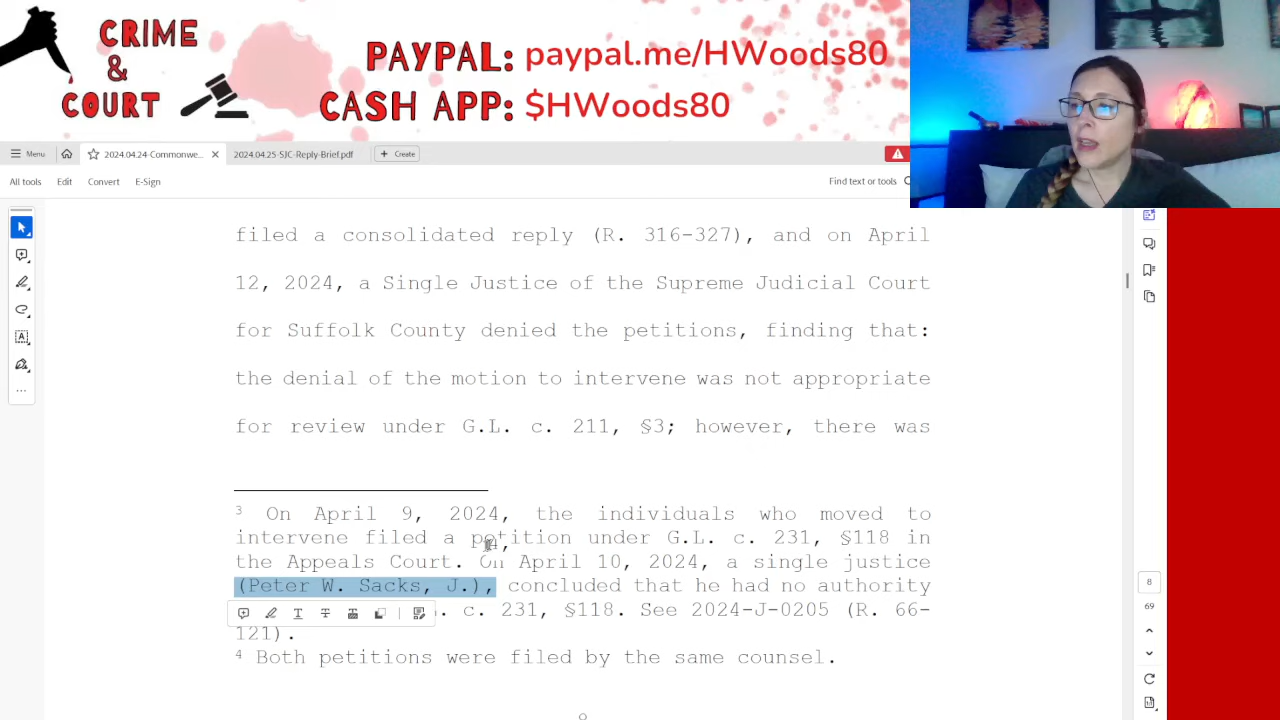 CRIME
&
COURT
PAYPAL: paypal.me/HWoods80
CASH APP: $HWoods80
Menu
2024.04.24-Commonwe...
2024.04.25-SJC-Reply-Brief.pdf
+ Create
All tools
Edit
Convert
E-Sign
Find text or tools
filed a consolidated reply (R. 316-327), and on April
12, 2024, a Single Justice of the Supreme Judicial Court
for Suffolk County denied the petitions, finding that:
the denial of the motion to intervene was not appropriate
for review under G.L. c. 211, §3; however, there was
3 On April 9, 2024, the individuals who moved to
intervene filed a petition under G.L. c. 231, §118 in
the Appeals Court. On April 10, 2024, a single justice
(Peter W. Sacks, J.), concluded that he had no authority
c. 231, §118. See 2024-J-0205 (R. 66-
121).
4 Both petitions were filed by the same counsel.
8
69